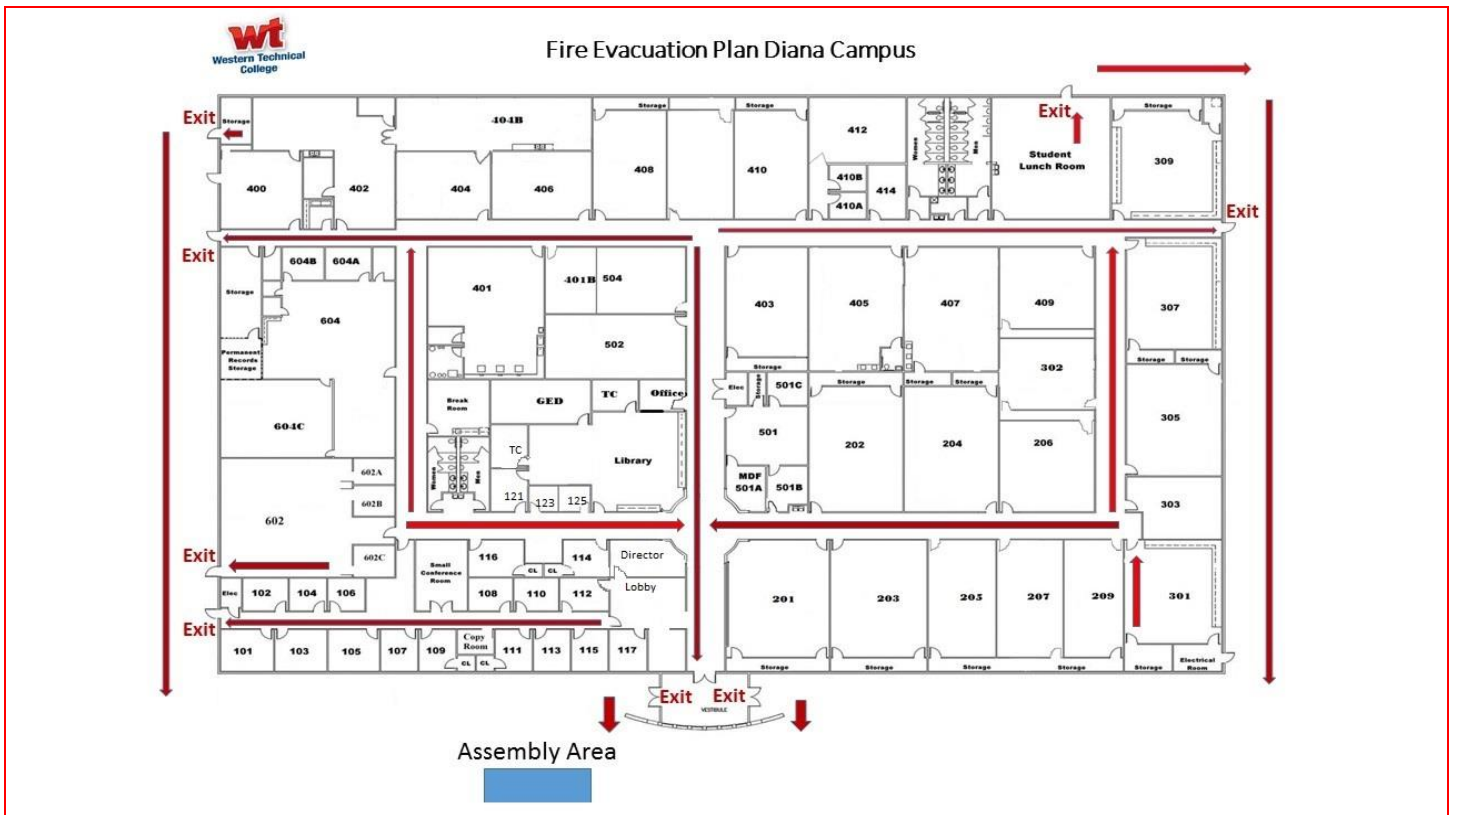 wt
Western Technical
College
Fire Evacuation Plan Diana Campus
Exit
Storage
404B
Storage
Storage
412
Women
Men
Exit
Student
Lunch Room
Storage
309
400
402
404
406
408
410
410B
410A
414
Exit
Exit
604B
604A
Storage
604
Permanent
Records
Storage
401
401B
504
502
403
405
407
409
307
Storage
Storage
Storage
Elec
Storage
501C
Storage
Storage
Storage
302
Break
Room
GED
TC
Office
604C
501
202
204
206
305
TC
Library
602A
Women
Men
MDF
501A
501B
121
123
125
602B
602
303
Exit
602C
Small
Conference
Room
116
CL
CL
114
Director
Lobby
Elec
102
104
106
108
110
112
201
203
205
207
209
301
Exit
101
103
105
107
109
Copy
Room
CL
CL
111
113
115
117
Storage
Storage
Storage
Storage
Storage
Electrical
Room
Exit
Exit
VESTIBULE
Assembly Area